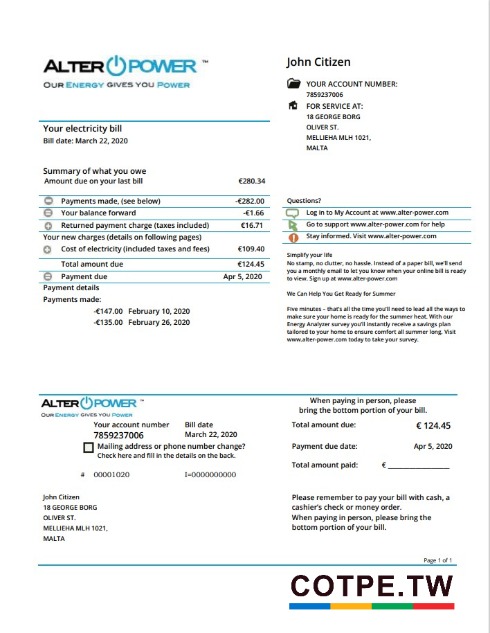 ALTER POWER ™
OUR ENERGY GIVES YOU POWER
John Citizen
YOUR ACCOUNT NUMBER:
7859237006
FOR SERVICE AT:
18 GEORGE BORG
OLIVER ST.
MELLIEHA MLH 1021,
MALTA
Your electricity bill
Bill date: March 22, 2020
Summary of what you owe
Amount due on your last bill €280.34
Payments made, (see below) -€282.00
Your balance forward -€1.66
Returned payment charge (taxes included) €16.71
Your new charges (details on following pages)
Cost of electricity (included taxes and fees) €109.40
Total amount due €124.45
Payment due Apr 5, 2020
Payment details
Payments made:
-€147.00 February 10, 2020
-€135.00 February 26, 2020
Questions?
Log in to My Account at www.alter-power.com
Go to support www.alter-power.com for help
Stay informed. Visit www.alter-power.com
Simplify your life
No stamp, no clutter, no hassle. Instead of a paper bill, we'll send
you a monthly email to let you know when your online bill is ready
to view. Sign up at www.alter-power.com
We Can Help You Get Ready for Summer
Five minutes – that's all the time you'll need to lead all the ways to
make sure your home is ready for the summer heat. With our
Energy Analyzer survey you'll instantly receive a savings plan
tailored to your home to ensure comfort all summer long. Visit
www.alter-power.com today to take your survey.
ALTER POWER ™
OUR ENERGY GIVES YOU POWER
Your account number Bill date
7859237006 March 22, 2020
Mailing address or phone number change?
Check here and fill in the details on the back.
# 00001020 I=0000000000
John Citizen
18 GEORGE BORG
OLIVER ST.
MELLIEHA MLH 1021,
MALTA
When paying in person, please
bring the bottom portion of your bill.
Total amount due: € 124.45
Payment due date: Apr 5, 2020
Total amount paid: € ____________
Please remember to pay your bill with cash, a
cashier's check or money order.
When paying in person, please bring the
bottom portion of your bill.
Page 1 of 1
COTPE.TW